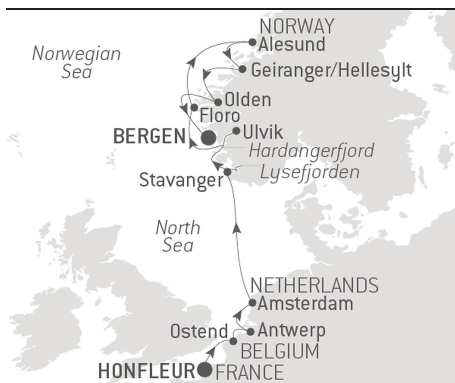 NORWAY
Alesund
Norwegian
Sea
Geiranger/Hellesylt
Olden
Floro
BERGEN
Ulvik
Hardangerfjord
Lysefjorden
Stavanger
North
Sea
NETHERLANDS
Amsterdam
Ostend
Antwerp
BELGIUM
HONFLEUR
FRANCE